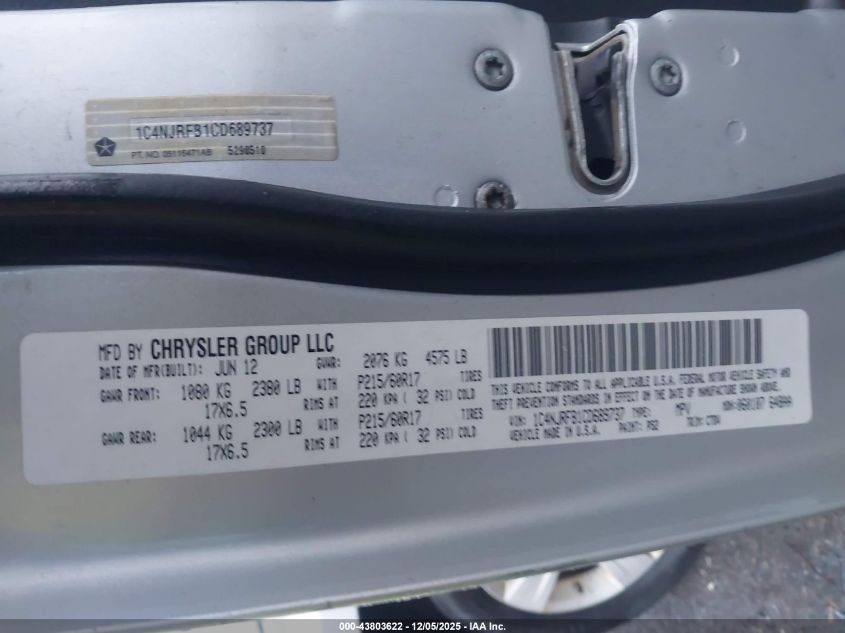 1C4NJRFB1CD689737
PT. NO. 05115471AB 5290510
MFD BY CHRYSLER GROUP LLC
DATE OF MFR(BUILT): JUN 12 GVWR: 2076 KG 4575 LB
GAWR FRONT: 1080 KG 2380 LB WITH P215/60R17 TIRES
17X6.5 RIMS AT 220 KPA ( 32 PSI) COLD
GAWR REAR: 1044 KG 2300 LB WITH P215/60R17 TIRES
17X6.5 RIMS AT 220 KPA ( 32 PSI) COLD
THIS VEHICLE CONFORMS TO ALL APPLICABLE U.S.A. FEDERAL MOTOR VEHICLE SAFETY AND
THEFT PREVENTION STANDARDS IN EFFECT ON THE DATE OF MANUFACTURE SHOWN ABOVE.
VIN: 1C4NJRFB1CD689737 TYPE: MPV
VEHICLE MADE IN U.S.A. PAINT: PS2
000-43803622 - 12/05/2025 - IAA Inc.